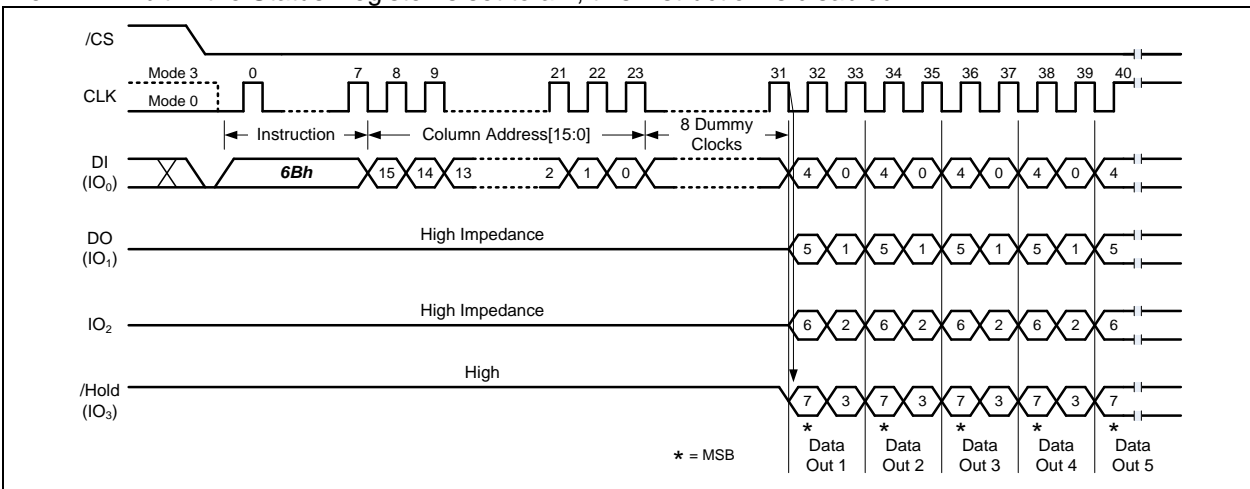 /CS
Mode 3 0 7 8 9 21 22 23 31 32 33 34 35 36 37 38 39 40
CLK
Mode 0
Instruction Column Address[15:0] 8 Dummy
Clocks
DI
(IO0) 6Bh 15 14 13 2 1 0 4 0 4 0 4 0 4 0 4
DO High Impedance
(IO1) 5 1 5 1 5 1 5 1 5
High Impedance
IO2 6 2 6 2 6 2 6 2 6
High
/Hold
(IO3) 7 3 7 3 7 3 7 3 7
* * * * *
* = MSB Data Data Data Data Data
Out 1 Out 2 Out 3 Out 4 Out 5